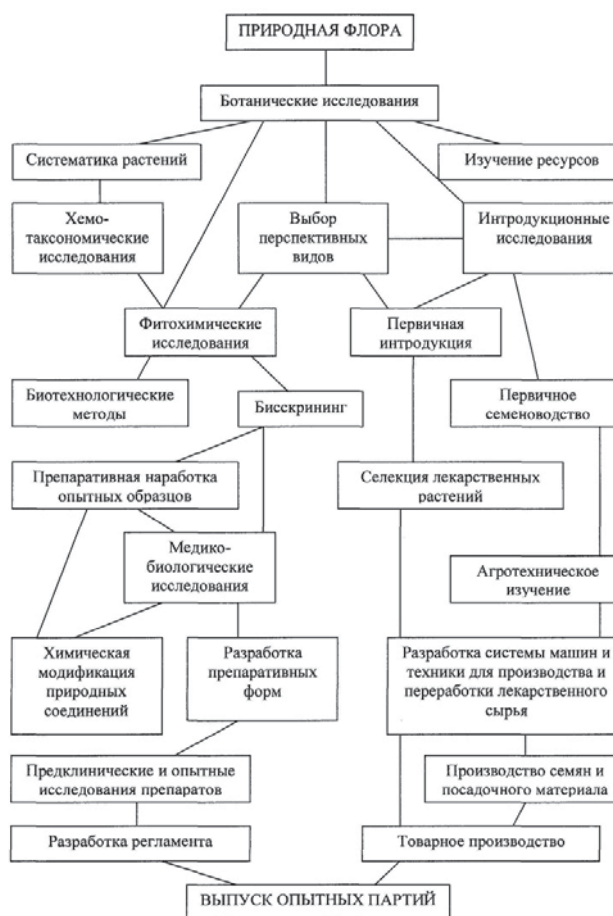 ПРИРОДНАЯ ФЛОРА
Ботанические исследования
Систематика растений
Изучение ресурсов
Хемо-
таксономические
исследования
Выбор
перспективных
видов
Интродукционные
исследования
Фитохимические
исследования
Первичная
интродукция
Биотехнологические
методы
Бисскрининг
Первичное
семеноводство
Препаративная наработка
опытных образцов
Селекция лекарственных
растений
Медико-
биологические
исследования
Агротехническое
изучение
Химическая
модификация
природных
соединений
Разработка
препаративных
форм
Разработка системы машин и
техники для производства и
переработки лекарственного
сырья
Предклинические и опытные
исследования препаратов
Производство семян и
посадочного материала
Разработка регламента
Товарное производство
ВЫПУСК ОПЫТНЫХ ПАРТИЙ